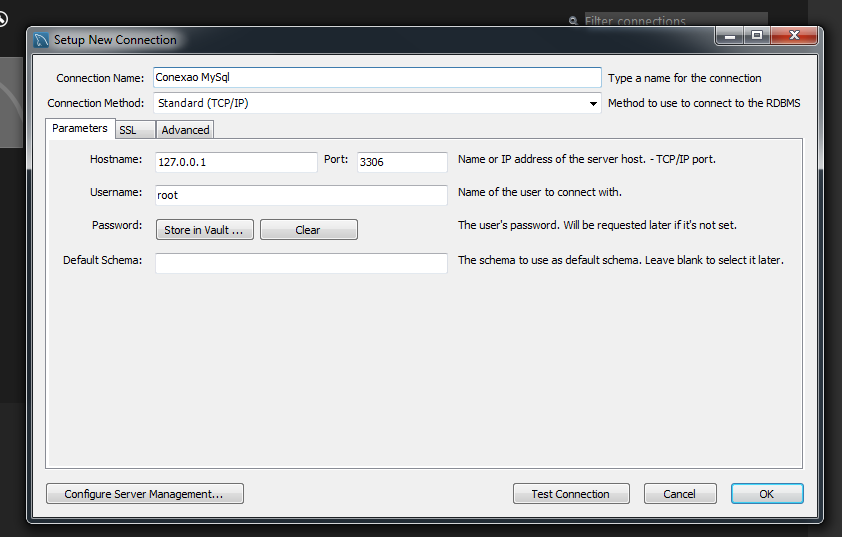 Filter connections
Setup New Connection
Connection Name: Conexao MySql Type a name for the connection
Connection Method: Standard (TCP/IP) Method to use to connect to the RDBMS
Parameters SSL Advanced
Hostname: 127.0.0.1 Port: 3306 Name or IP address of the server host. - TCP/IP port.
Username: root Name of the user to connect with.
Password: Store in Vault ... Clear The user's password. Will be requested later if it's not set.
Default Schema: The schema to use as default schema. Leave blank to select it later.
Configure Server Management... Test Connection Cancel OK